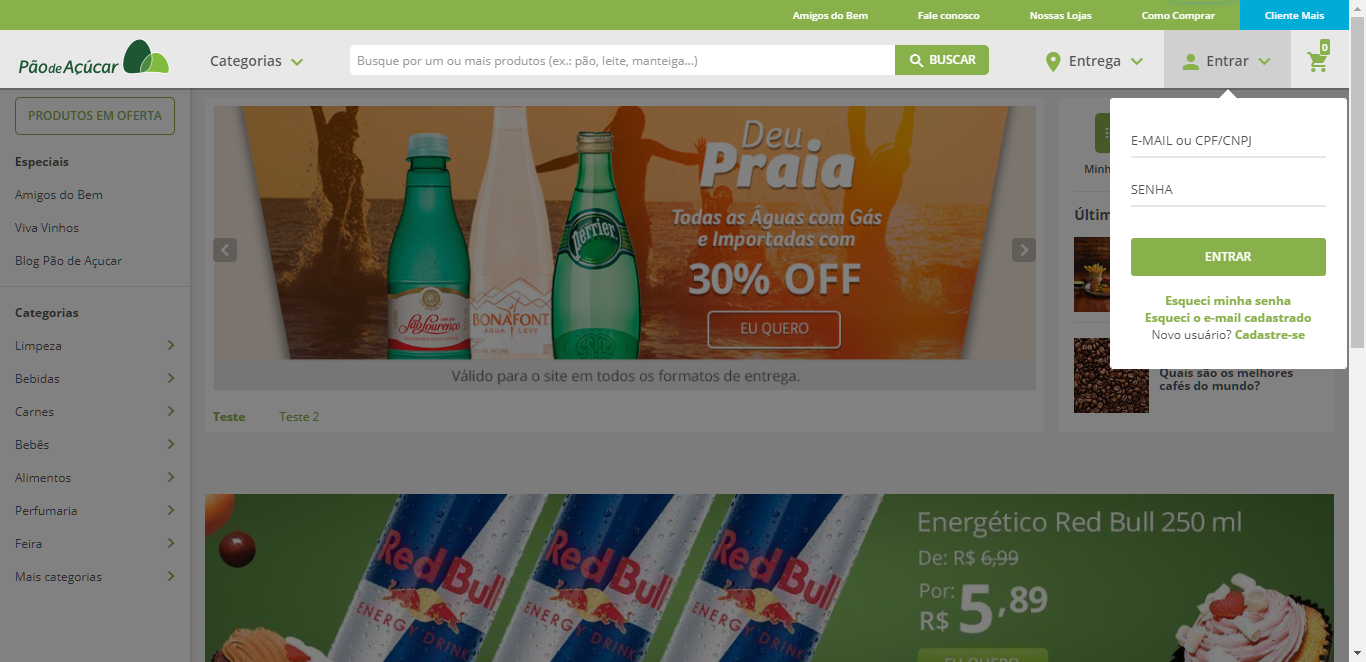 Amigos do Bem
Fale conosco
Nossas Lojas
Como Comprar
Cliente Mais
PãodeAçúcar
Categorias
Busque por um ou mais produtos (ex.: pão, leite, manteiga...)
BUSCAR
Entrega
Entrar
0
PRODUTOS EM OFERTA
Especiais
Amigos do Bem
Viva Vinhos
Blog Pão de Açucar
Categorias
Limpeza
Bebidas
Carnes
Bebês
Alimentos
Perfumaria
Feira
Mais categorias
Deu
Praia
Todas as Águas com Gás
e Importadas com
30% OFF
EU QUERO
São Lourenço
BONAFONT
perrier
Válido para o site em todos os formatos de entrega.
Teste
Teste 2
Minh
Últim
E-MAIL ou CPF/CNPJ
SENHA
ENTRAR
Esqueci minha senha
Esqueci o e-mail cadastrado
Novo usuário? Cadastre-se
Quais são os melhores
cafés do mundo?
Red Bull
ENERGY DRINK
Red Bull
ENERGY DRINK
Red Bull
ENERGY DRINK
Energético Red Bull 250 ml
De: R$ 6,99
Por:
R$ 5,89
EU QUERO